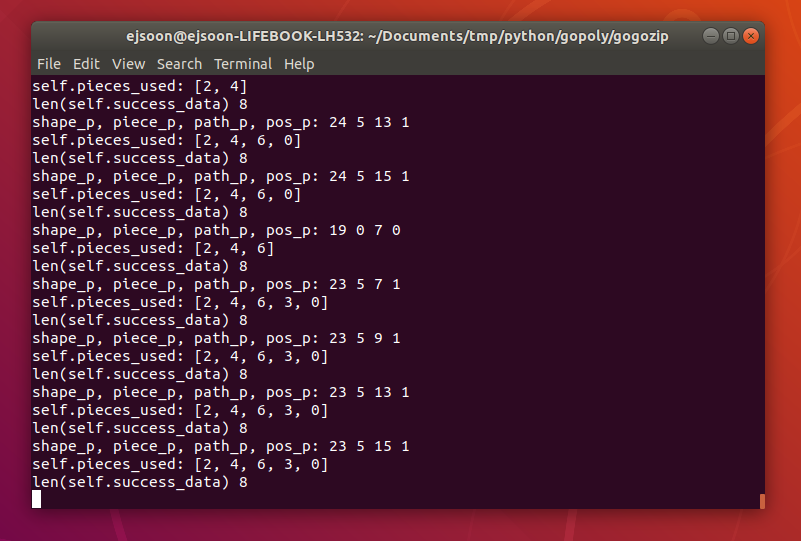 ejsoon@ejsoon-LIFEBOOK-LH532: ~/Documents/tmp/python/gopoly/gogozip
File Edit View Search Terminal Help
self.pieces_used: [2, 4]
len(self.success_data) 8
shape_p, piece_p, path_p, pos_p: 24 5 13 1
self.pieces_used: [2, 4, 6, 0]
len(self.success_data) 8
shape_p, piece_p, path_p, pos_p: 24 5 15 1
self.pieces_used: [2, 4, 6, 0]
len(self.success_data) 8
shape_p, piece_p, path_p, pos_p: 19 0 7 0
self.pieces_used: [2, 4, 6]
len(self.success_data) 8
shape_p, piece_p, path_p, pos_p: 23 5 7 1
self.pieces_used: [2, 4, 6, 3, 0]
len(self.success_data) 8
shape_p, piece_p, path_p, pos_p: 23 5 9 1
self.pieces_used: [2, 4, 6, 3, 0]
len(self.success_data) 8
shape_p, piece_p, path_p, pos_p: 23 5 13 1
self.pieces_used: [2, 4, 6, 3, 0]
len(self.success_data) 8
shape_p, piece_p, path_p, pos_p: 23 5 15 1
self.pieces_used: [2, 4, 6, 3, 0]
len(self.success_data) 8